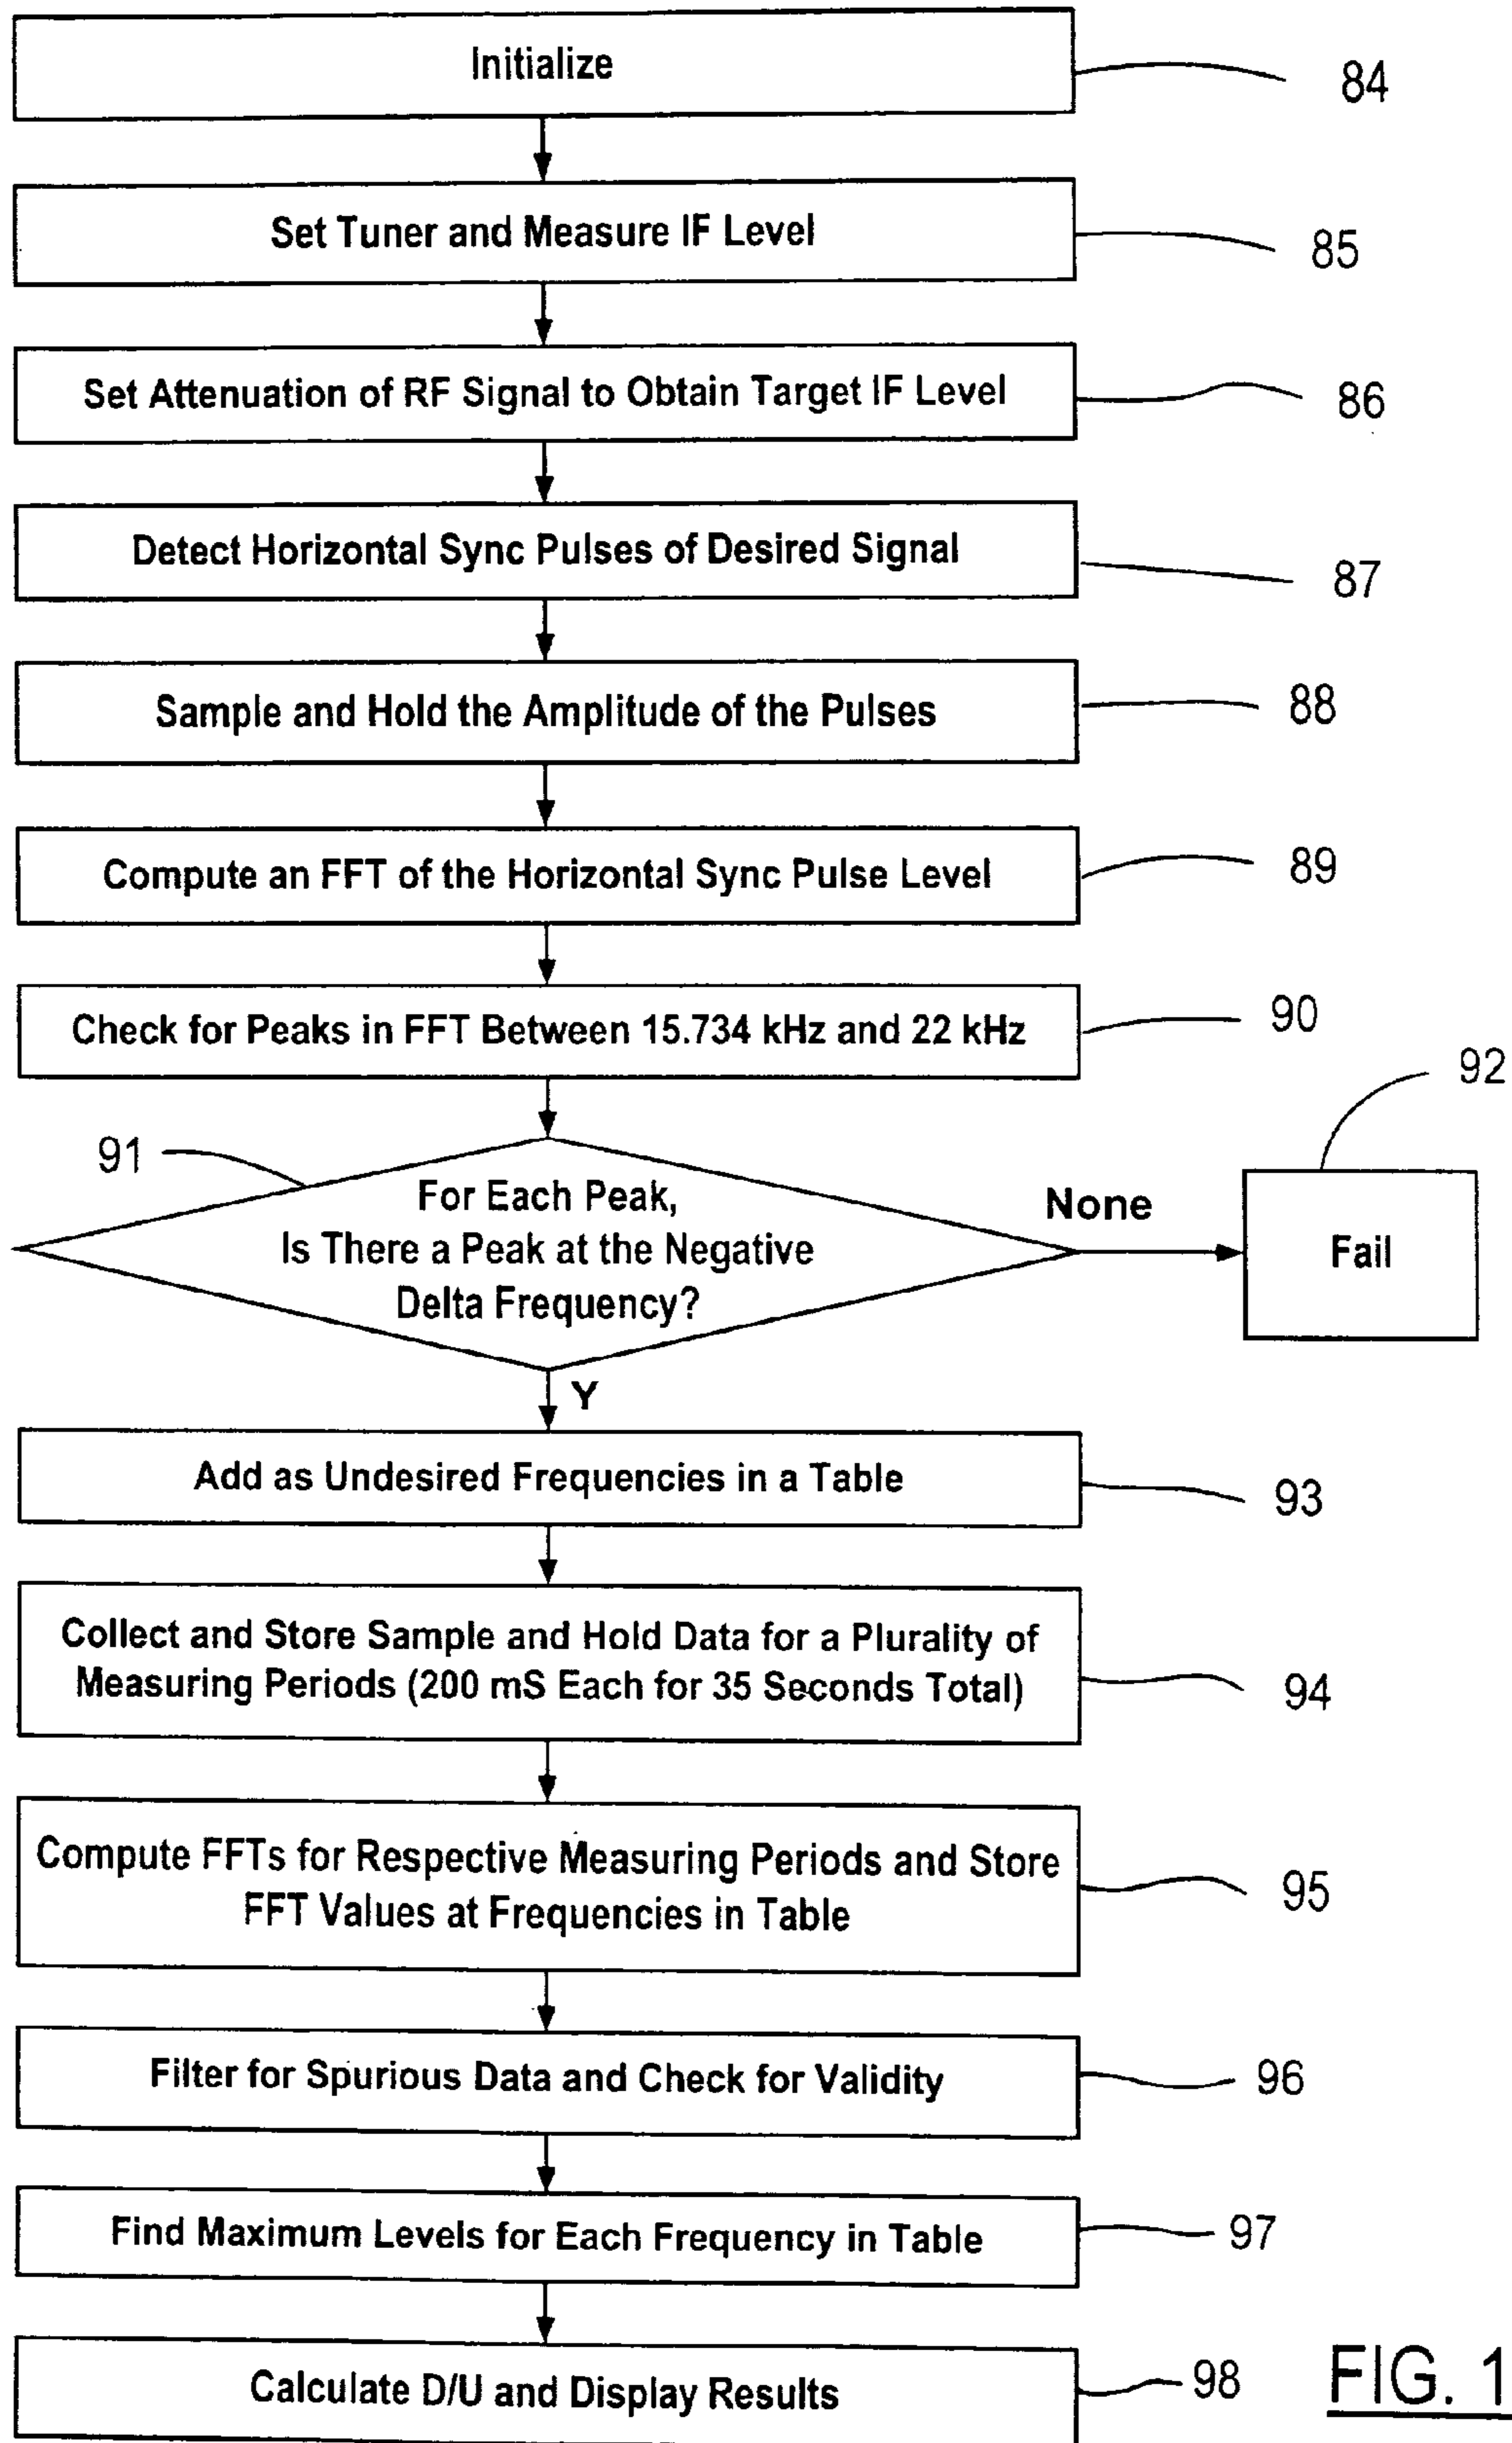 Initialize
84
Set Tuner and Measure IF Level
85
Set Attenuation of RF Signal to Obtain Target IF Level
86
Detect Horizontal Sync Pulses of Desired Signal
87
Sample and Hold the Amplitude of the Pulses
88
Compute an FFT of the Horizontal Sync Pulse Level
89
Check for Peaks in FFT Between 15.734 kHz and 22 kHz
90
92
91
For Each Peak,
Is There a Peak at the Negative
Delta Frequency?
None
Fail
Y
Add as Undesired Frequencies in a Table
93
Collect and Store Sample and Hold Data for a Plurality of
Measuring Periods (200 mS Each for 35 Seconds Total)
94
Compute FFTs for Respective Measuring Periods and Store
FFT Values at Frequencies in Table
95
Filter for Spurious Data and Check for Validity
96
Find Maximum Levels for Each Frequency in Table
97
Calculate D/U and Display Results
98
FIG. 1